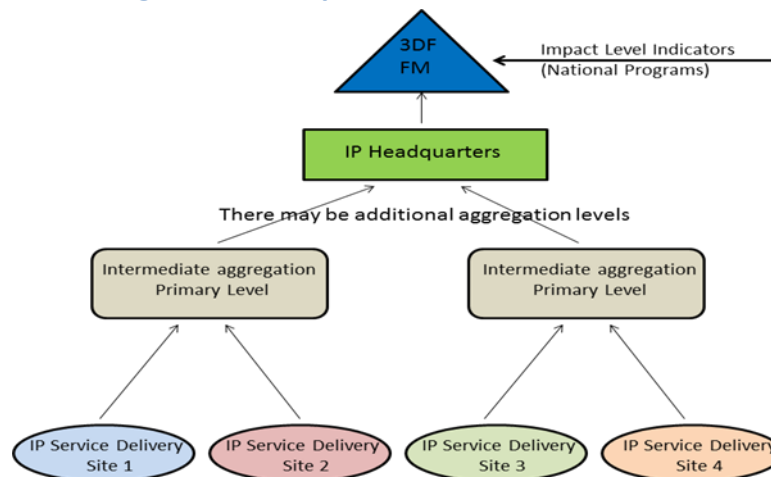 3DF
FM
Impact Level Indicators
(National Programs)
IP Headquarters
There may be additional aggregation levels
Intermediate aggregation
Primary Level
Intermediate aggregation
Primary Level
IP Service Delivery
Site 1
IP Service Delivery
Site 2
IP Service Delivery
Site 3
IP Service Delivery
Site 4